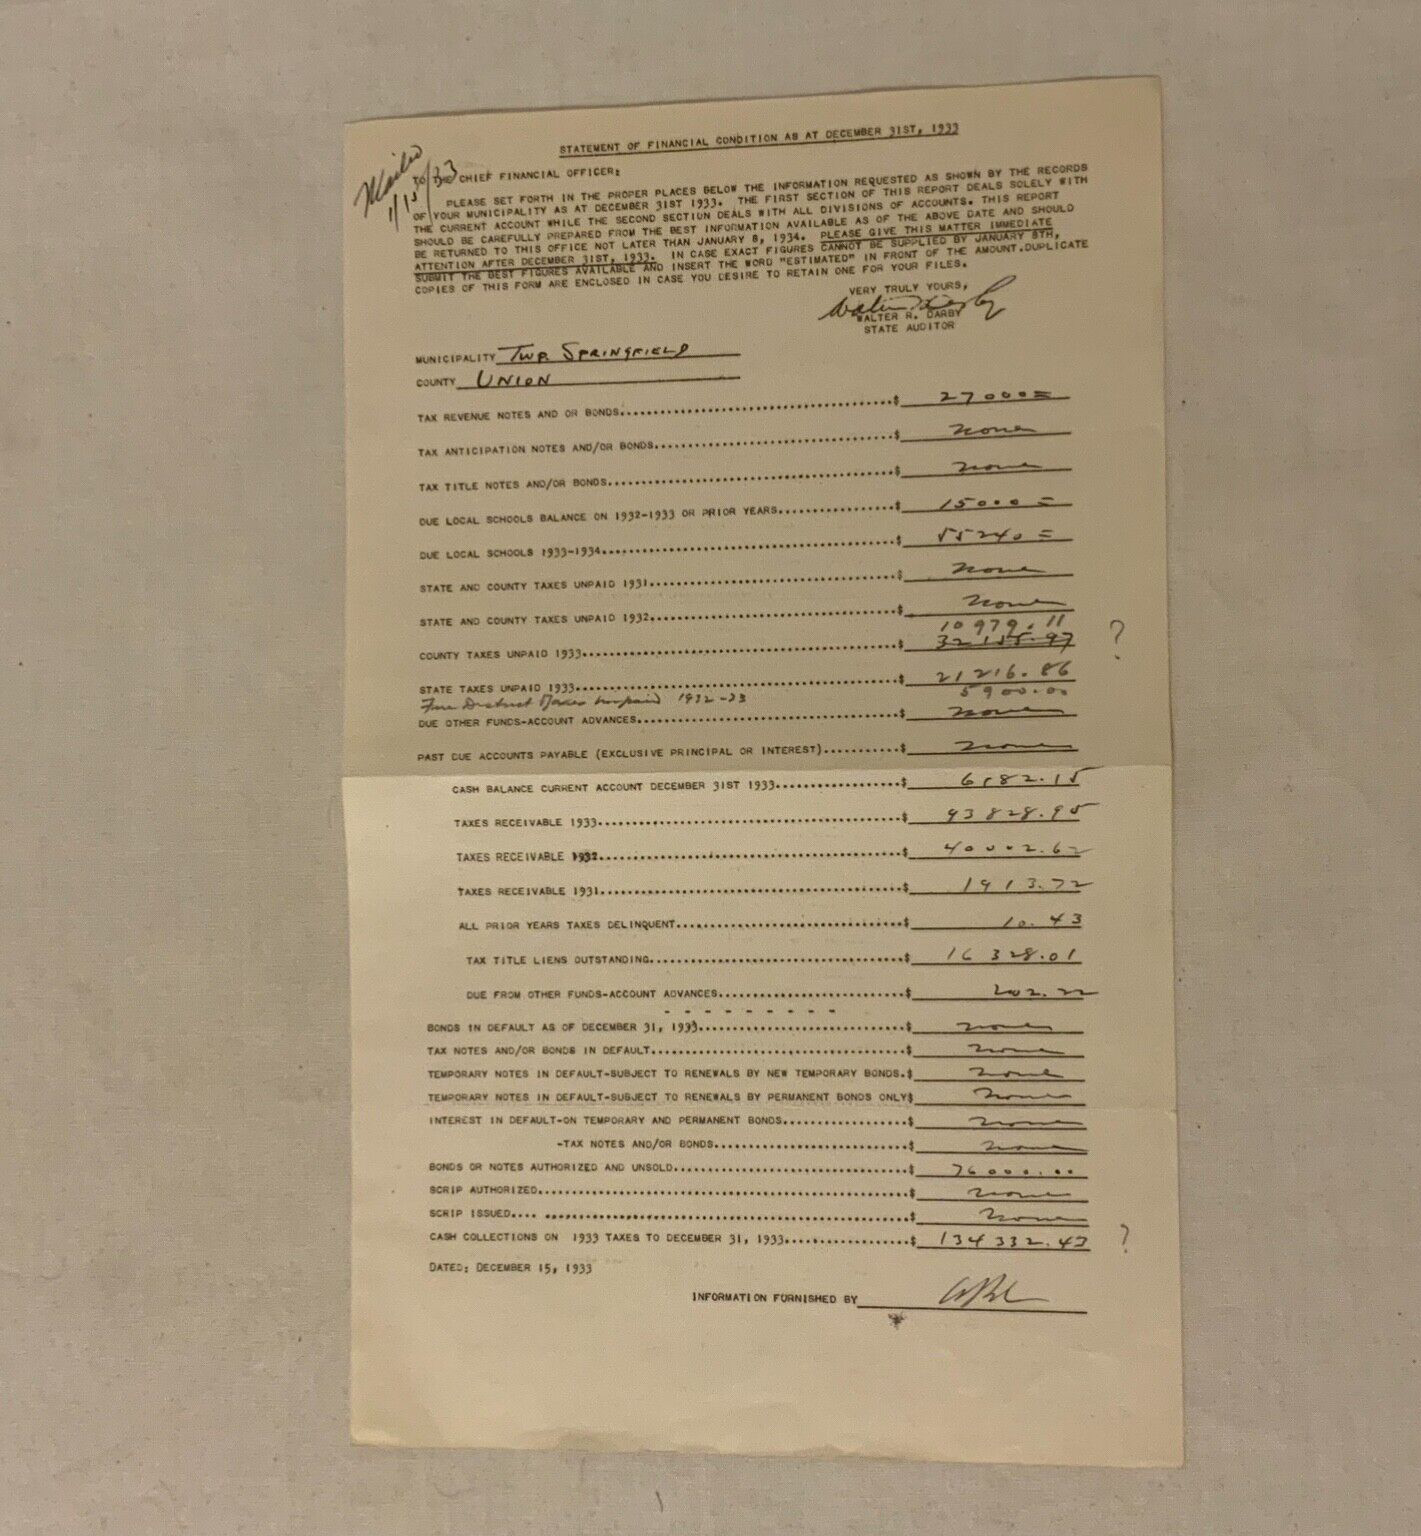 STATEMENT OF FINANCIAL CONDITION AS AT DECEMBER 31ST, 1933
Mailed
1/15
CHIEF FINANCIAL OFFICER:
PLEASE SET FORTH IN THE PROPER PLACES BELOW THE INFORMATION REQUESTED AS SHOWN BY THE RECORDS
OF YOUR MUNICIPALITY AS AT DECEMBER 31ST 1933. THE FIRST SECTION OF THIS REPORT DEALS SOLELY WITH
THE CURRENT ACCOUNT WHILE THE SECOND SECTION DEALS WITH ALL DIVISIONS OF ACCOUNTS. THIS REPORT
SHOULD BE CAREFULLY PREPARED FROM THE BEST INFORMATION AVAILABLE AS OF THE ABOVE DATE AND SHOULD
BE RETURNED TO THIS OFFICE NOT LATER THAN JANUARY 8, 1934. PLEASE GIVE THIS MATTER IMMEDIATE
ATTENTION AFTER DECEMBER 31ST, 1933. IN CASE EXACT FIGURES CANNOT BE SUPPLIED BY JANUARY 8TH,
SUBMIT THE BEST FIGURES AVAILABLE AND INSERT THE WORD "ESTIMATED" IN FRONT OF THE AMOUNT. DUPLICATE
COPIES OF THIS FORM ARE ENCLOSED IN CASE YOU DESIRE TO RETAIN ONE FOR YOUR FILES.
VERY TRULY YOURS,
Walter R Darby
WALTER R. DARBY
STATE AUDITOR
MUNICIPALITY TWP. SPRINGFIELD
COUNTY UNION
TAX REVENUE NOTES AND OR BONDS $ 27000=
TAX ANTICIPATION NOTES AND/OR BONDS $ none
TAX TITLE NOTES AND/OR BONDS $ none
DUE LOCAL SCHOOLS BALANCE ON 1932-1933 OR PRIOR YEARS $ 15000=
DUE LOCAL SCHOOLS 1933-1934 $ 55240=
STATE AND COUNTY TAXES UNPAID 1931 $ none
STATE AND COUNTY TAXES UNPAID 1932 $ none
10979.11
COUNTY TAXES UNPAID 1933 $ 32155.97 ?
STATE TAXES UNPAID 1933 $ 21216.86
Fire District Taxes unpaid 1932-33 5900.00
DUE OTHER FUNDS-ACCOUNT ADVANCES $ none
PAST DUE ACCOUNTS PAYABLE (EXCLUSIVE PRINCIPAL OR INTEREST) $ none
CASH BALANCE CURRENT ACCOUNT DECEMBER 31ST 1933 $ 6182.15
TAXES RECEIVABLE 1933 $ 93828.95
TAXES RECEIVABLE 1932 $ 40002.62
TAXES RECEIVABLE 1931 $ 1913.72
ALL PRIOR YEARS TAXES DELINQUENT $ 10.43
TAX TITLE LIENS OUTSTANDING $ 16328.01
DUE FROM OTHER FUNDS-ACCOUNT ADVANCES $ 202.22
- - - - - - - - -
BONDS IN DEFAULT AS OF DECEMBER 31, 1933 $ none
TAX NOTES AND/OR BONDS IN DEFAULT $ none
TEMPORARY NOTES IN DEFAULT-SUBJECT TO RENEWALS BY NEW TEMPORARY BONDS. $ none
TEMPORARY NOTES IN DEFAULT-SUBJECT TO RENEWALS BY PERMANENT BONDS ONLY $ none
INTEREST IN DEFAULT-ON TEMPORARY AND PERMANENT BONDS $ none
-TAX NOTES AND/OR BONDS $ none
BONDS OR NOTES AUTHORIZED AND UNSOLD $ 76000.00
SCRIP AUTHORIZED $ none
SCRIP ISSUED $ none
CASH COLLECTIONS ON 1933 TAXES TO DECEMBER 31, 1933 $ 134332.43 ?
DATED; DECEMBER 15, 1933
INFORMATION FURNISHED BY